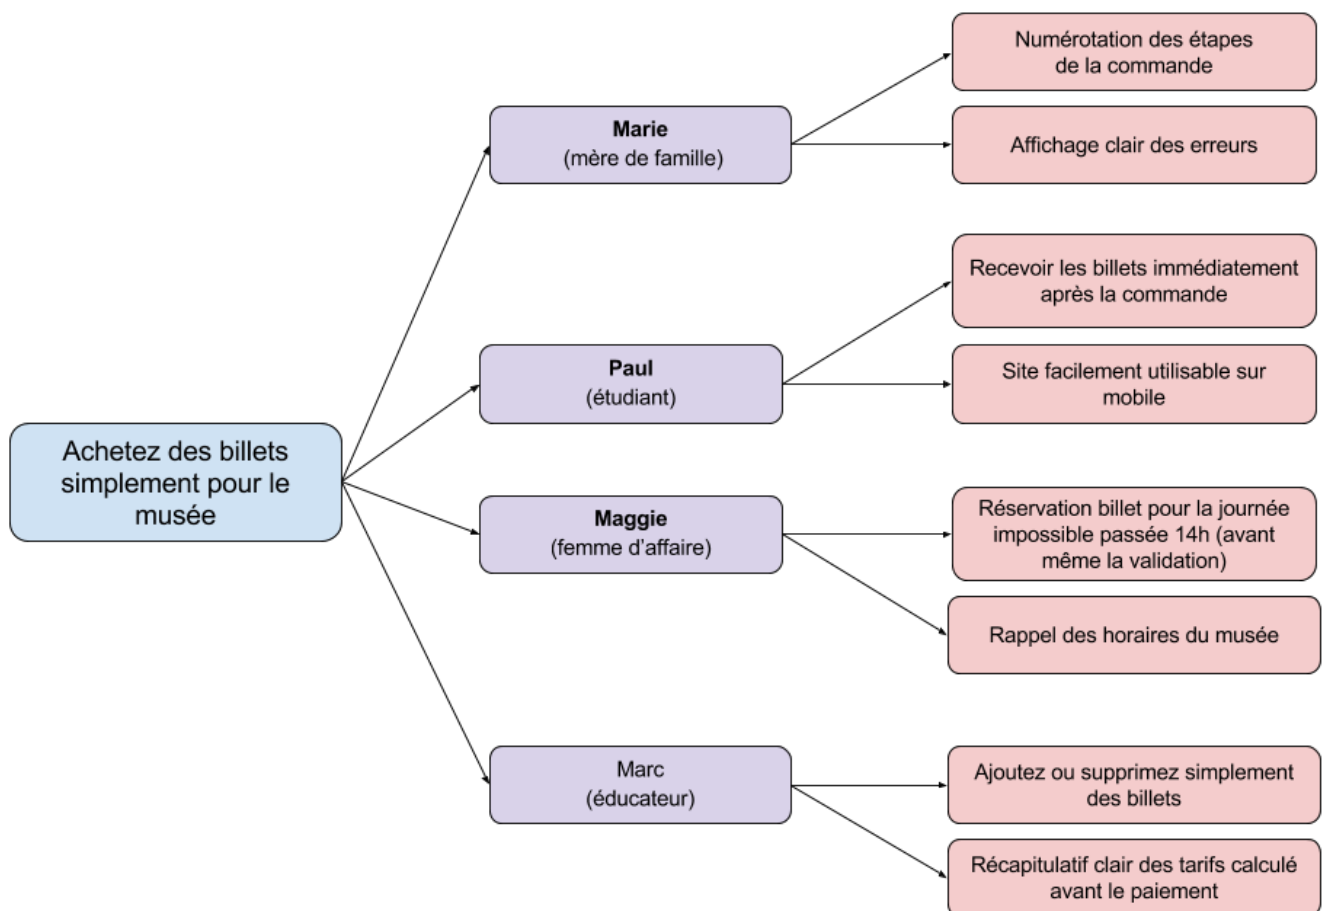 Numérotation des étapes
de la commande
Marie
(mère de famille)
Affichage clair des erreurs
Recevoir les billets immédiatement
après la commande
Paul
(étudiant)
Site facilement utilisable sur
mobile
Achetez des billets
simplement pour le
musée
Maggie
(femme d'affaire)
Réservation billet pour la journée
impossible passée 14h (avant
même la validation)
Rappel des horaires du musée
Marc
(éducateur)
Ajoutez ou supprimez simplement
des billets
Récapitulatif clair des tarifs calculé
avant le paiement